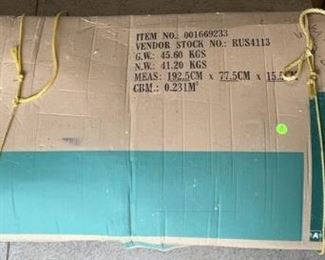 ITEM NO.: 001669233
VENDOR STOCK NO.: RUS4113
G.W.: 45.60 KGS
N.W.: 41.20 KGS
MEAS: 192.5CM x 77.5CM x 15.5
CBM.: 0.231M³